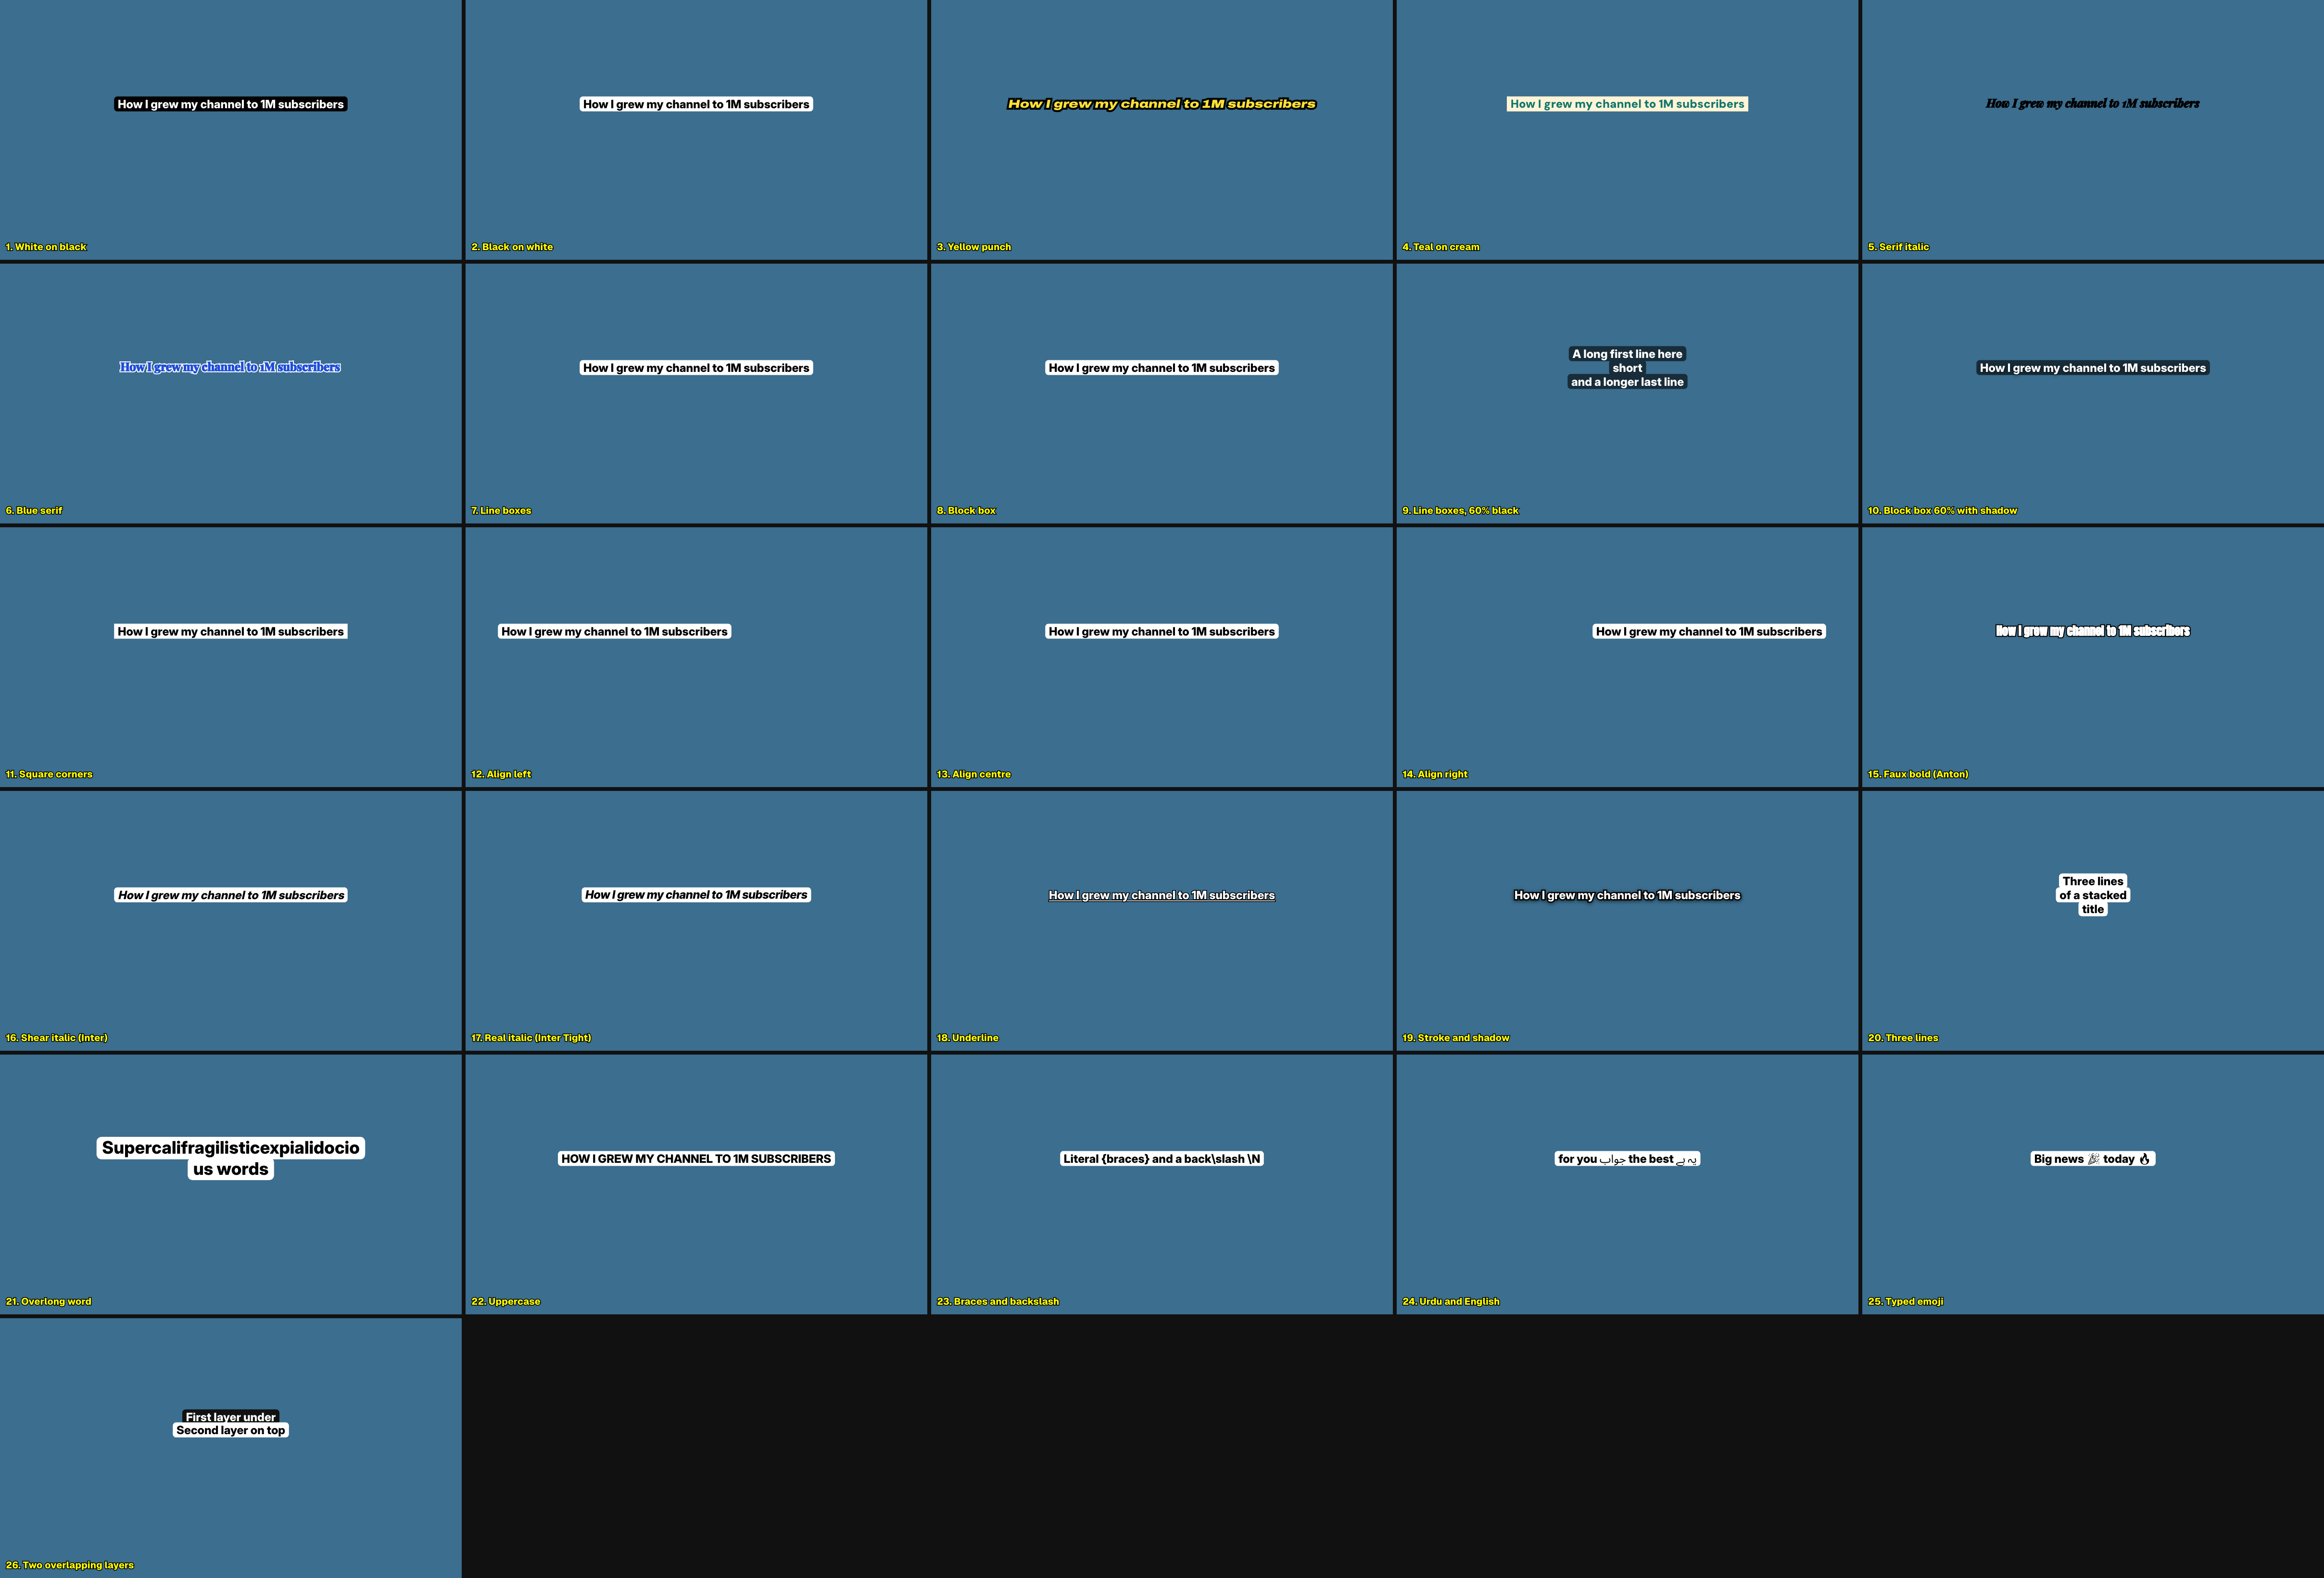 How I grew my channel to 1M subscribers
1. White on black
How I grew my channel to 1M subscribers
2. Black on white
How I grew my channel to 1M subscribers
3. Yellow punch
How I grew my channel to 1M subscribers
4. Teal on cream
How I grew my channel to 1M subscribers
5. Serif italic
How I grew my channel to 1M subscribers
6. Blue serif
How I grew my channel to 1M subscribers
7. Line boxes
How I grew my channel to 1M subscribers
8. Block box
A long first line here
short
and a longer last line
9. Line boxes, 60% black
How I grew my channel to 1M subscribers
10. Block box 60% with shadow
How I grew my channel to 1M subscribers
11. Square corners
How I grew my channel to 1M subscribers
12. Align left
How I grew my channel to 1M subscribers
13. Align centre
How I grew my channel to 1M subscribers
14. Align right
How I grew my channel to 1M subscribers
15. Faux bold (Anton)
How I grew my channel to 1M subscribers
16. Shear italic (Inter)
How I grew my channel to 1M subscribers
17. Real italic (Inter Tight)
How I grew my channel to 1M subscribers
18. Underline
How I grew my channel to 1M subscribers
19. Stroke and shadow
Three lines
of a stacked
title
20. Three lines
Supercalifragilisticexpialidocio
us words
21. Overlong word
HOW I GREW MY CHANNEL TO 1M SUBSCRIBERS
22. Uppercase
Literal {braces} and a back\slash \N
23. Braces and backslash
یہ ہے the best جواب for you
24. Urdu and English
Big news 🎉 today 🔥
25. Typed emoji
First layer under
Second layer on top
26. Two overlapping layers